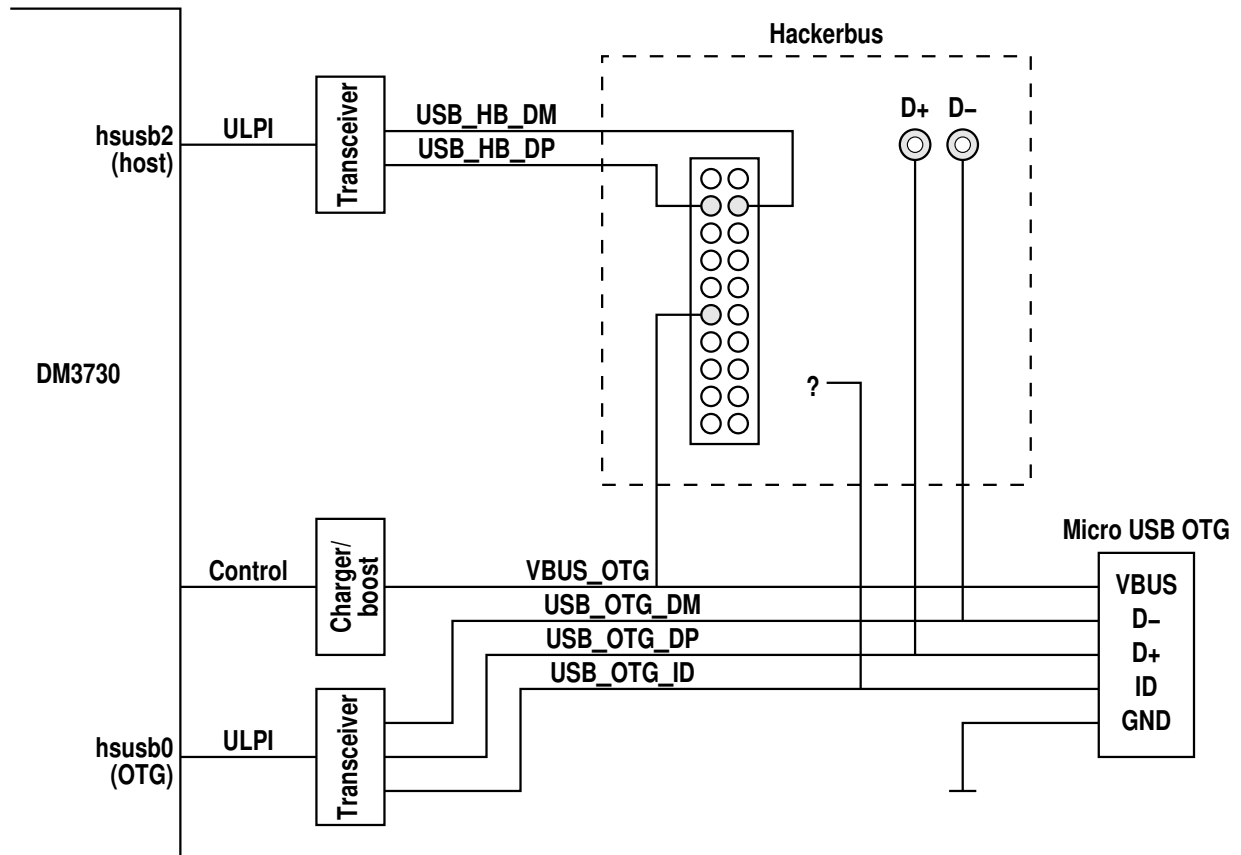 Hackerbus
D+ D−
hsusb2
(host)
ULPI
Transceiver
USB_HB_DM
USB_HB_DP
DM3730
?
Micro USB OTG
Control
Charger/
boost
VBUS_OTG
USB_OTG_DM
USB_OTG_DP
USB_OTG_ID
VBUS
D−
D+
ID
GND
hsusb0
(OTG)
ULPI
Transceiver